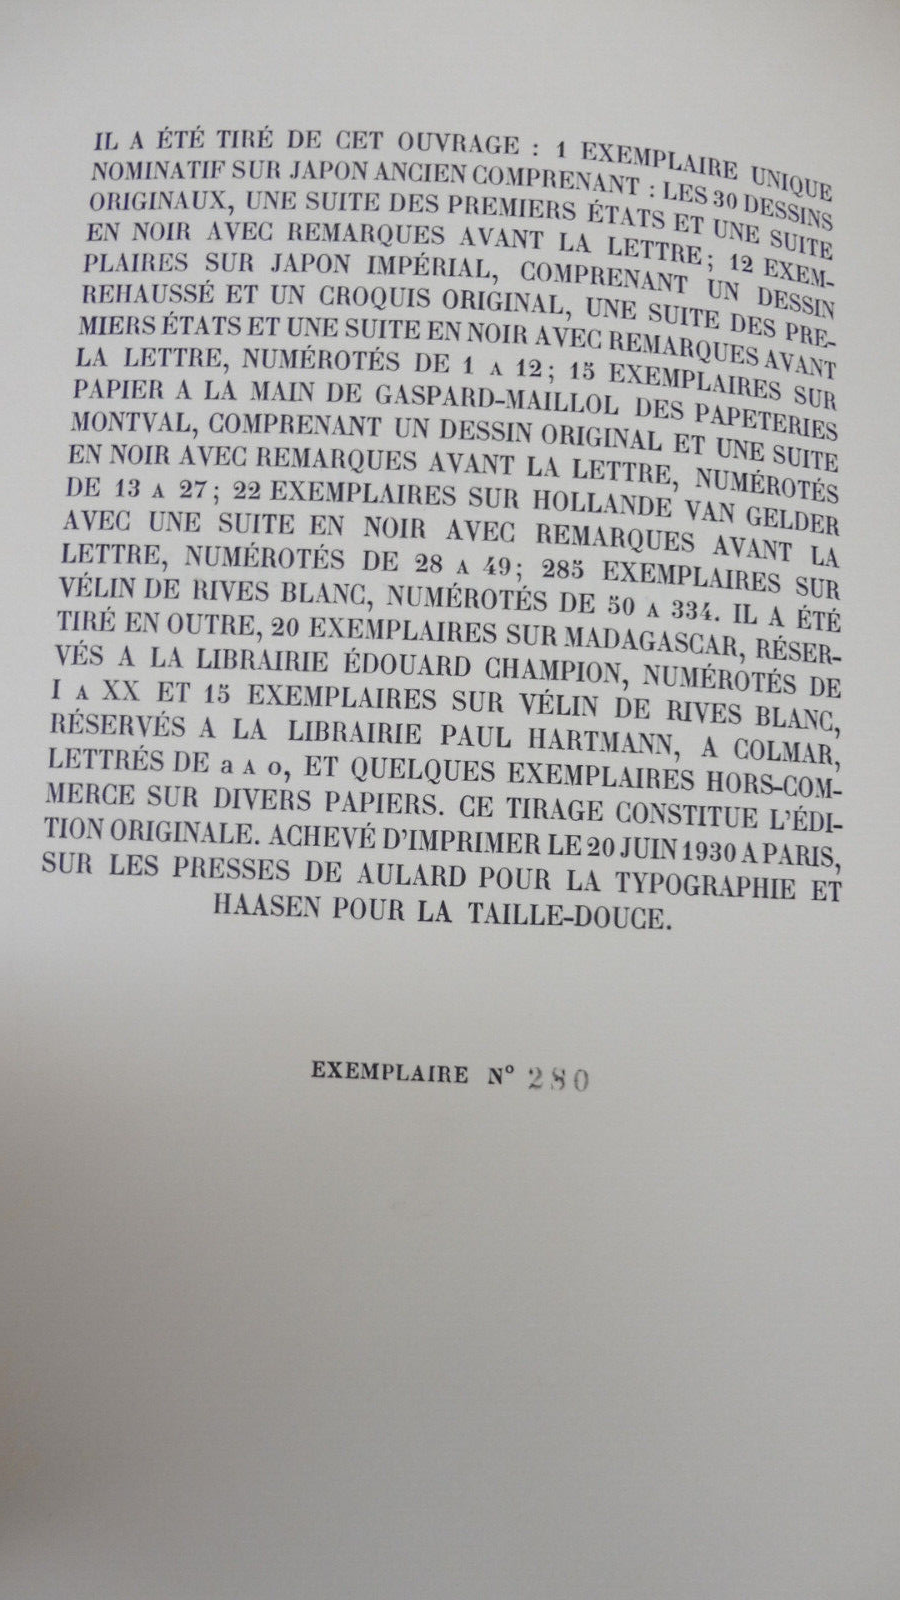 IL A ÉTÉ TIRÉ DE CET OUVRAGE : 1 EXEMPLAIRE UNIQUE
NOMINATIF SUR JAPON ANCIEN COMPRENANT : LES 30 DESSINS
ORIGINAUX, UNE SUITE DES PREMIERS ÉTATS ET UNE SUITE
EN NOIR AVEC REMARQUES AVANT LA LETTRE ; 12 EXEM-
PLAIRES SUR JAPON IMPÉRIAL, COMPRENANT UN DESSIN
REHAUSSÉ ET UN CROQUIS ORIGINAL, UNE SUITE DES PRE-
MIERS ÉTATS ET UNE SUITE EN NOIR AVEC REMARQUES AVANT
LA LETTRE, NUMÉROTÉS DE 1 A 12 ; 15 EXEMPLAIRES SUR
PAPIER A LA MAIN DE GASPARD-MAILLOL DES PAPETERIES
MONTVAL, COMPRENANT UN DESSIN ORIGINAL ET UNE SUITE
EN NOIR AVEC REMARQUES AVANT LA LETTRE, NUMÉROTÉS
DE 13 A 27 ; 22 EXEMPLAIRES SUR HOLLANDE VAN GELDER
AVEC UNE SUITE EN NOIR AVEC REMARQUES AVANT LA
LETTRE, NUMÉROTÉS DE 28 A 49 ; 285 EXEMPLAIRES SUR
VÉLIN DE RIVES BLANC, NUMÉROTÉS DE 50 A 334. IL A ÉTÉ
TIRÉ EN OUTRE, 20 EXEMPLAIRES SUR MADAGASCAR, RÉSER-
VÉS A LA LIBRAIRIE ÉDOUARD CHAMPION, NUMÉROTÉS DE
I A XX ET 15 EXEMPLAIRES SUR VÉLIN DE RIVES BLANC,
RÉSERVÉS A LA LIBRAIRIE PAUL HARTMANN, A COLMAR,
LETTRÉS DE a A o, ET QUELQUES EXEMPLAIRES HORS-COM-
MERCE SUR DIVERS PAPIERS. CE TIRAGE CONSTITUE L'ÉDI-
TION ORIGINALE. ACHEVÉ D'IMPRIMER LE 20 JUIN 1930 A PARIS,
SUR LES PRESSES DE AULARD POUR LA TYPOGRAPHIE ET
HAASEN POUR LA TAILLE-DOUCE.
EXEMPLAIRE N° 280